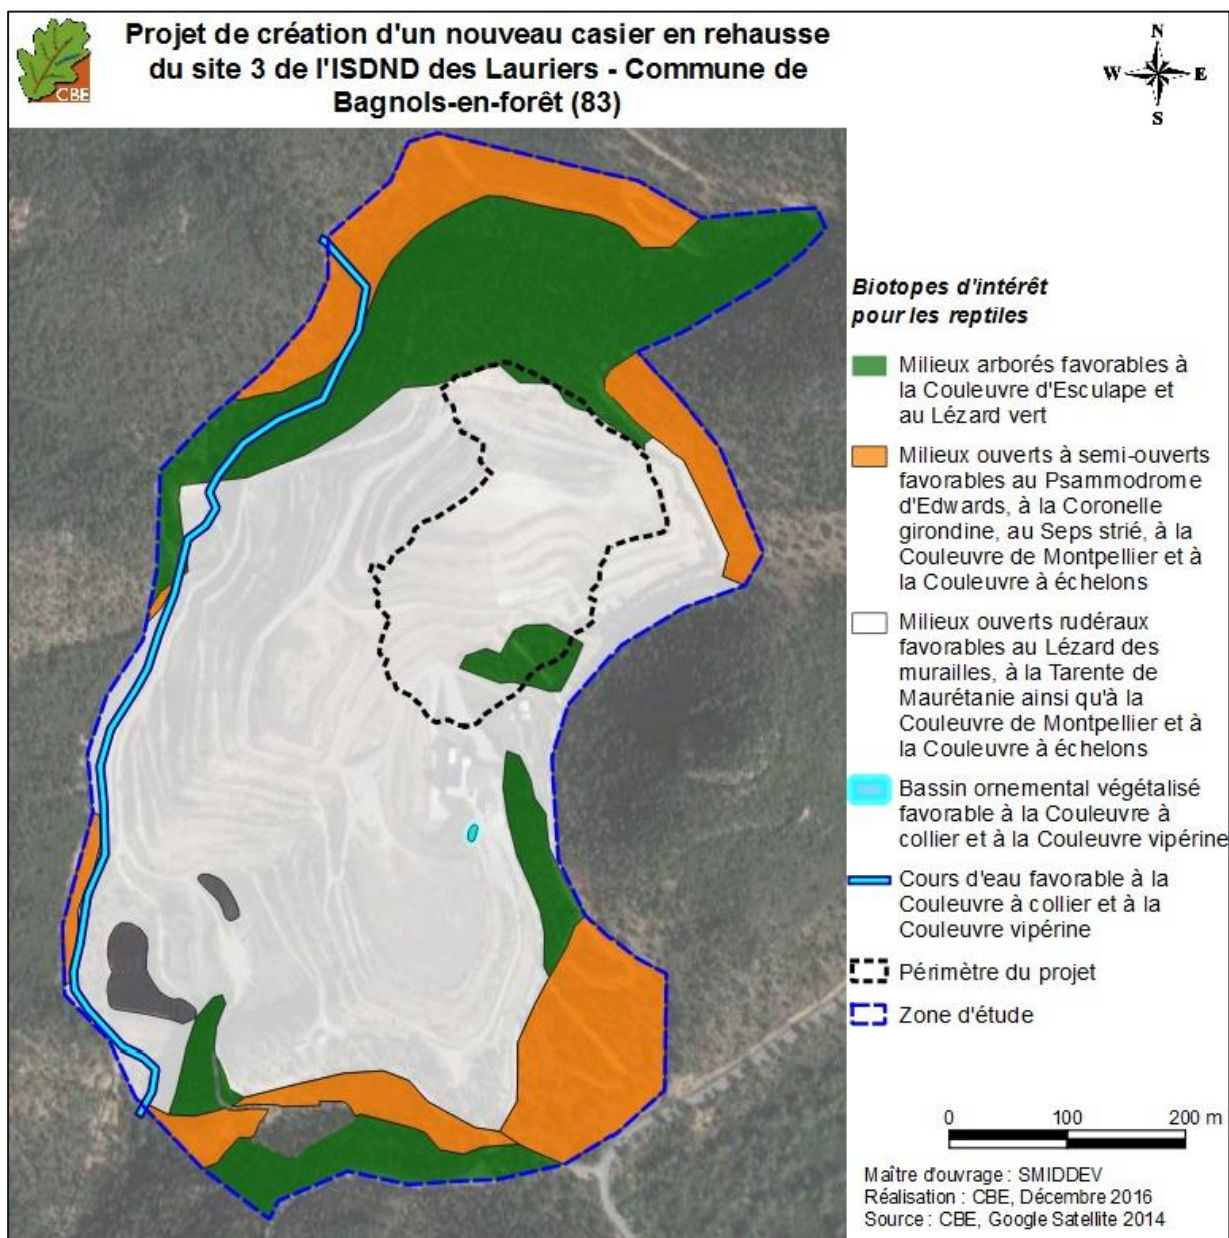 Projet de création d'un nouveau casier en rehausse
du site 3 de l'ISDND des Lauriers - Commune de
Bagnols-en-forêt (83)
CBE
N
W
E
S
Biotopes d'intérêt
pour les reptiles
Milieux arborés favorables à
la Couleuvre d'Esculape et
au Lézard vert
Milieux ouverts à semi-ouverts
favorables au Psammodrome
d'Edwards, à la Coronelle
girondine, au Seps strié, à la
Couleuvre de Montpellier et à
la Couleuvre à échelons
Milieux ouverts rudéraux
favorables au Lézard des
murailles, à la Tarente de
Maurétanie ainsi qu'à la
Couleuvre de Montpellier et à
la Couleuvre à échelons
Bassin ornemental végétalisé
favorable à la Couleuvre à
collier et à la Couleuvre vipérine
Cours d'eau favorable à la
Couleuvre à collier et à la
Couleuvre vipérine
Périmètre du projet
Zone d'étude
0 100 200 m
Maître d'ouvrage : SMIDDEV
Réalisation : CBE, Décembre 2016
Source : CBE, Google Satellite 2014